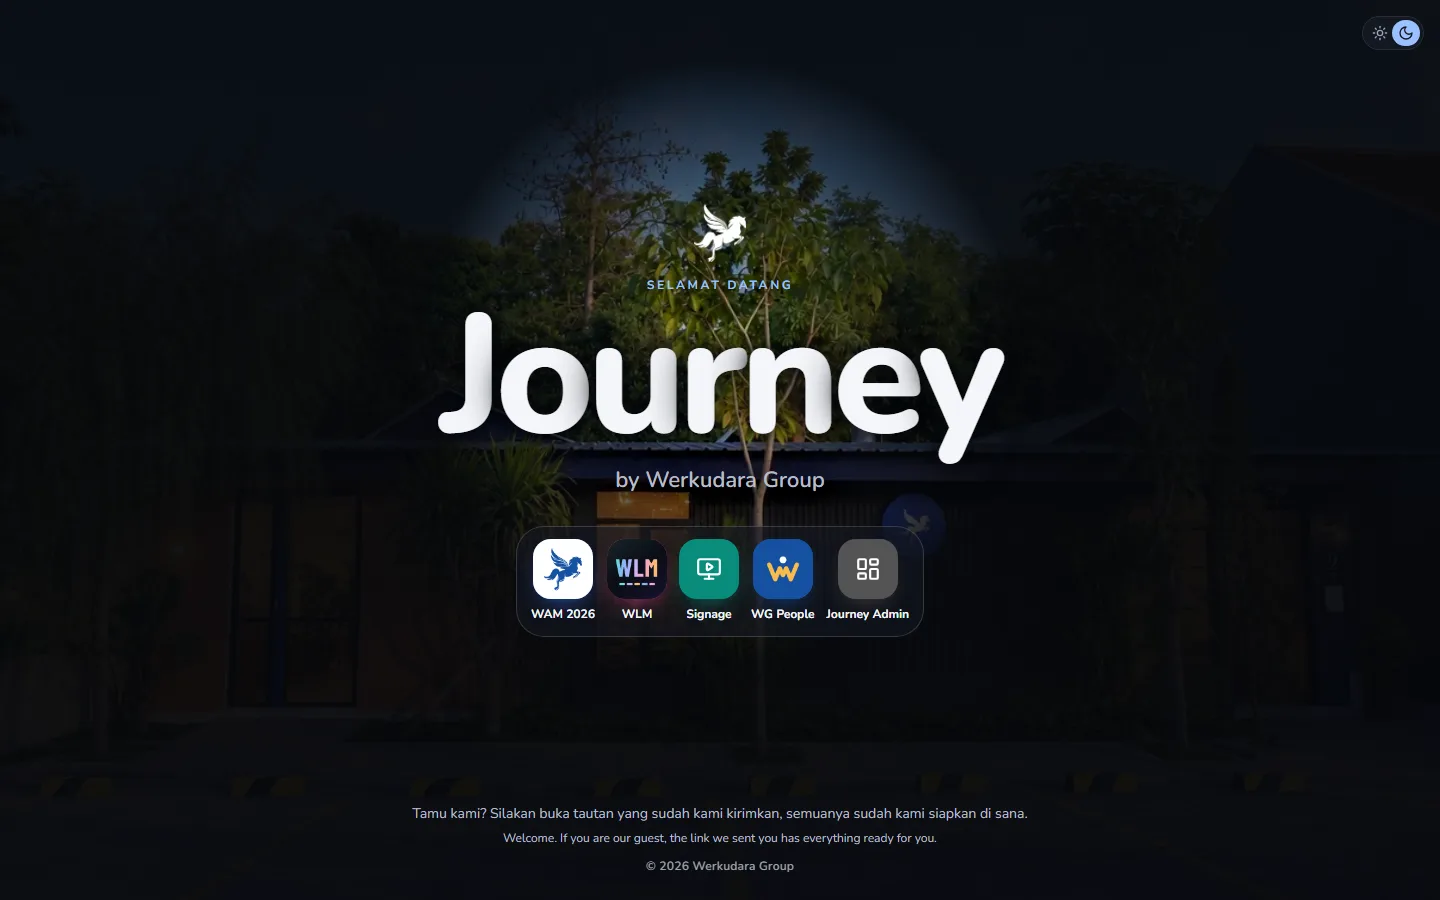 SELAMAT DATANG
Journey
by Werkudara Group
WLM
WAM 2026
WLM
Signage
WG People
Journey Admin
Tamu kami? Silakan buka tautan yang sudah kami kirimkan, semuanya sudah kami siapkan di sana.
Welcome. If you are our guest, the link we sent you has everything ready for you.
© 2026 Werkudara Group